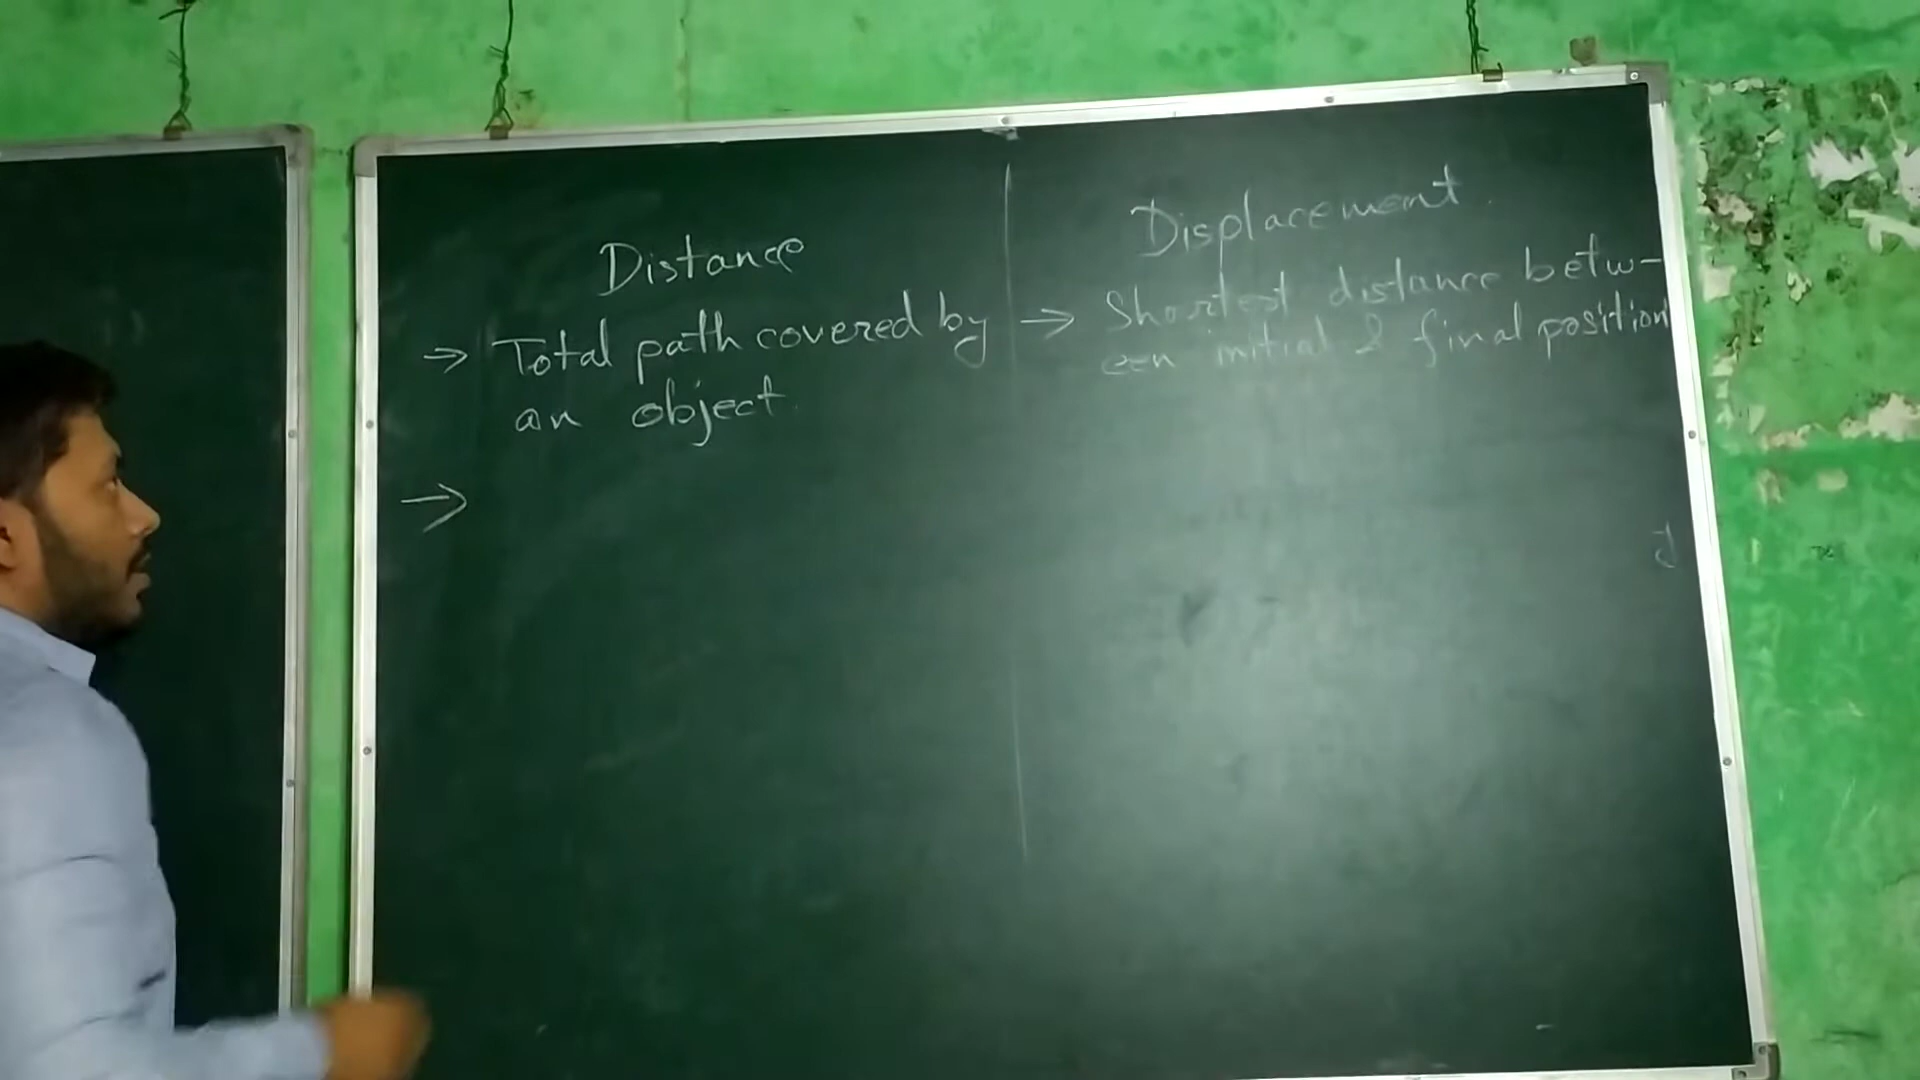 Distance
→ Total path covered by
an object.
→
Displacement.
→ Shortest distance betw-
een initial & final position